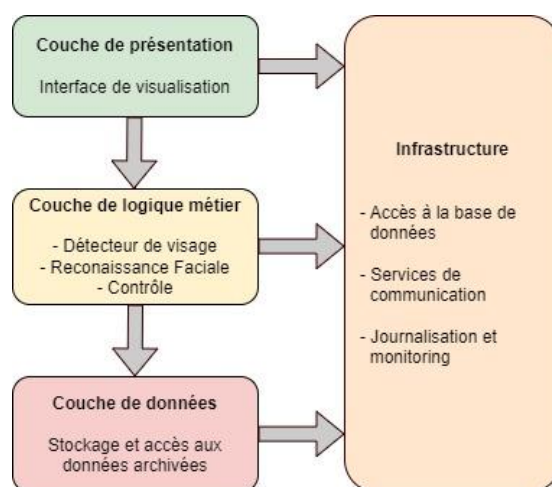 Couche de présentation
Interface de visualisation
Couche de logique métier
- Détecteur de visage
- Reconaissance Faciale
- Contrôle
Couche de données
Stockage et accès aux
données archivées
Infrastructure
- Accès à la base de
données
- Services de
communication
- Journalisation et
monitoring